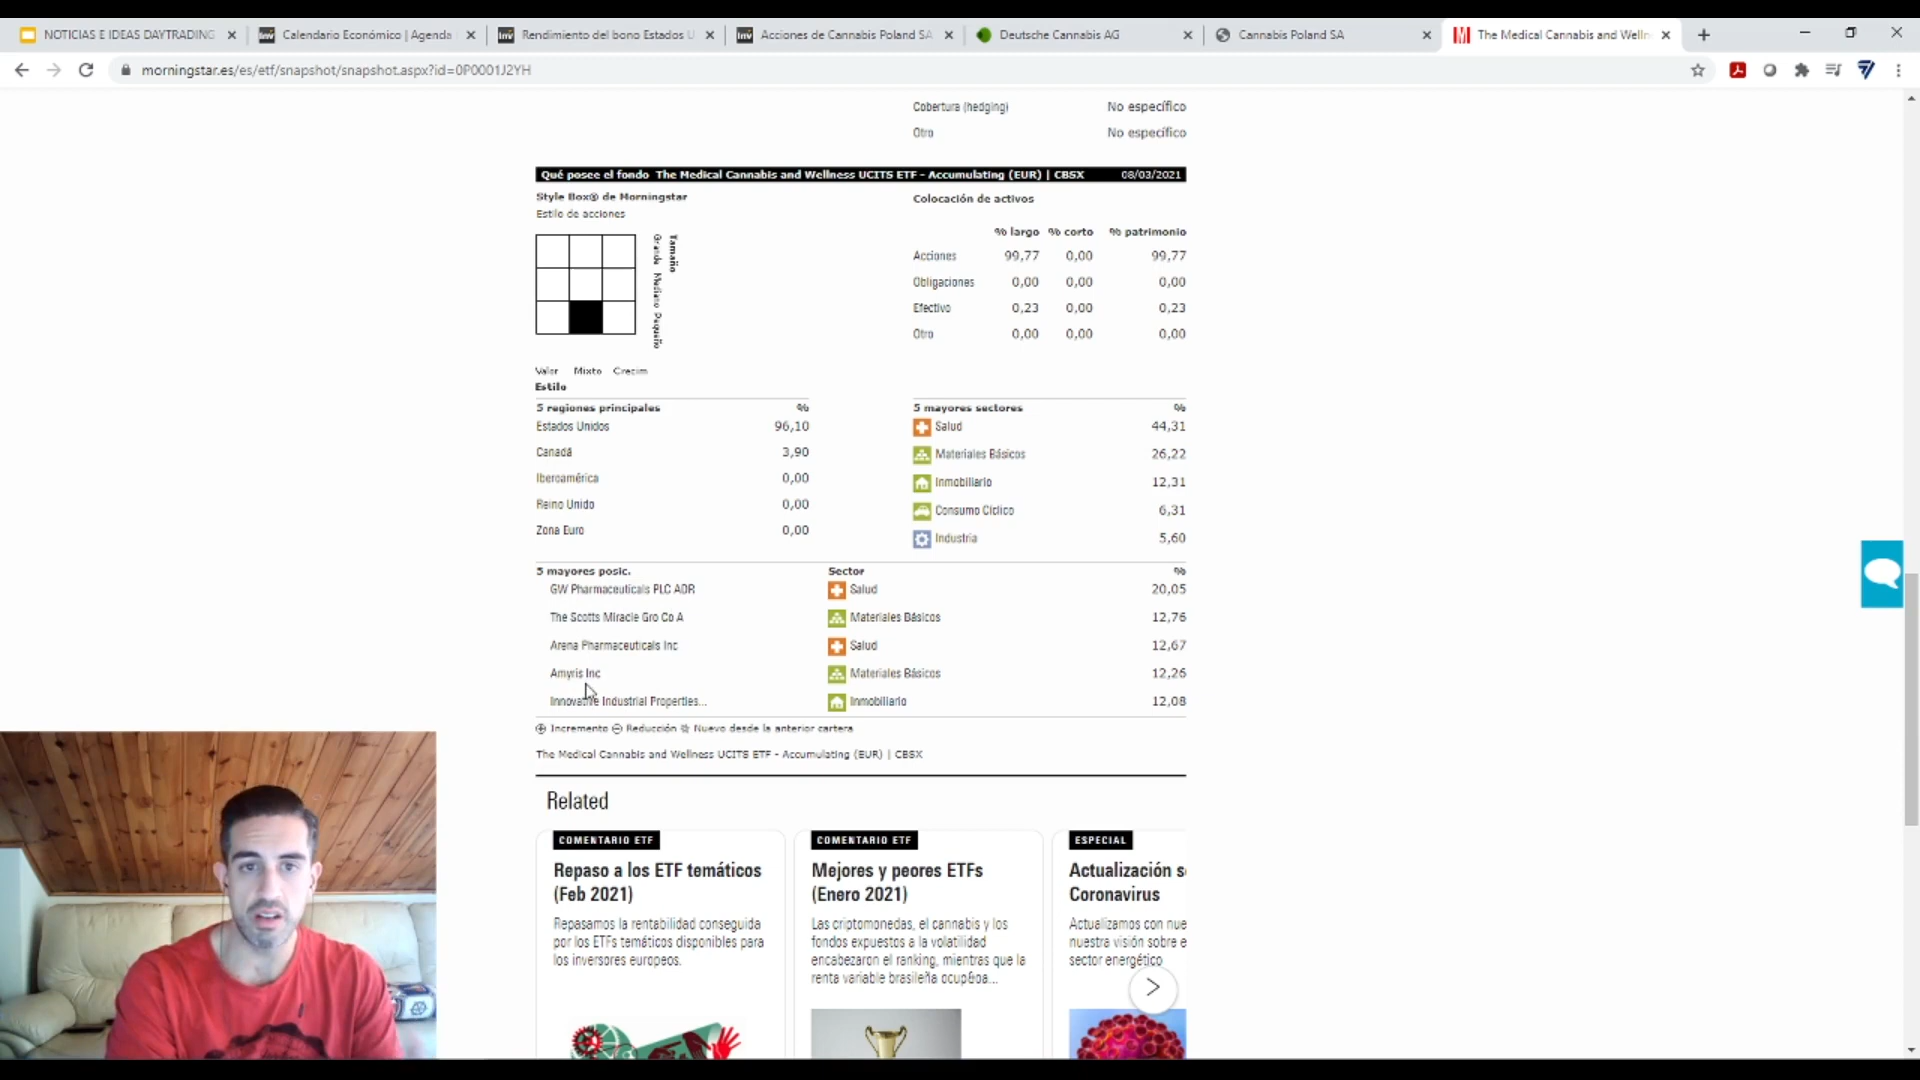 NOTICIAS E IDEAS DAYTRADING
Calendario Económico | Agenda
Rendimiento del bono Estados U
Acciones de Cannabis Poland SA
Deutsche Cannabis AG
Cannabis Poland SA
The Medical Cannabis and Welln
morningstar.es/es/etf/snapshot/snapshot.aspx?id=0P0001J2YH
Cobertura (hedging) No específico
Otro No específico
Qué posee el fondo The Medical Cannabis and Wellness UCITS ETF - Accumulating (EUR) | CBSX 08/03/2021
Style Box® de Morningstar
Estilo de acciones
Tamaño
Grande Mediano Pequeño
Valor Mixto Crecim
Estilo
Colocación de activos
% largo % corto % patrimonio
Acciones 99,77 0,00 99,77
Obligaciones 0,00 0,00 0,00
Efectivo 0,23 0,00 0,23
Otro 0,00 0,00 0,00
5 regiones principales %
Estados Unidos 96,10
Canadá 3,90
Iberoamérica 0,00
Reino Unido 0,00
Zona Euro 0,00
5 mayores sectores %
Salud 44,31
Materiales Básicos 26,22
Inmobiliario 12,31
Consumo Cíclico 6,31
Industria 5,60
5 mayores posic. Sector %
GW Pharmaceuticals PLC ADR Salud 20,05
The Scotts Miracle Gro Co A Materiales Básicos 12,76
Arena Pharmaceuticals Inc Salud 12,67
Amyris Inc Materiales Básicos 12,26
Innovative Industrial Properties... Inmobiliario 12,08
Incremento Reducción Nuevo desde la anterior cartera
The Medical Cannabis and Wellness UCITS ETF - Accumulating (EUR) | CBSX
Related
COMENTARIO ETF
Repaso a los ETF temáticos
(Feb 2021)
Repasamos la rentabilidad conseguida
por los ETFs temáticos disponibles para
los inversores europeos.
COMENTARIO ETF
Mejores y peores ETFs
(Enero 2021)
Las criptomonedas, el cannabis y los
fondos expuestos a la volatilidad
encabezaron el ranking, mientras que la
renta variable brasileña ocup&oa...
ESPECIAL
Actualización s
Coronavirus
Actualizamos con nue
nuestra visión sobre e
sector energético